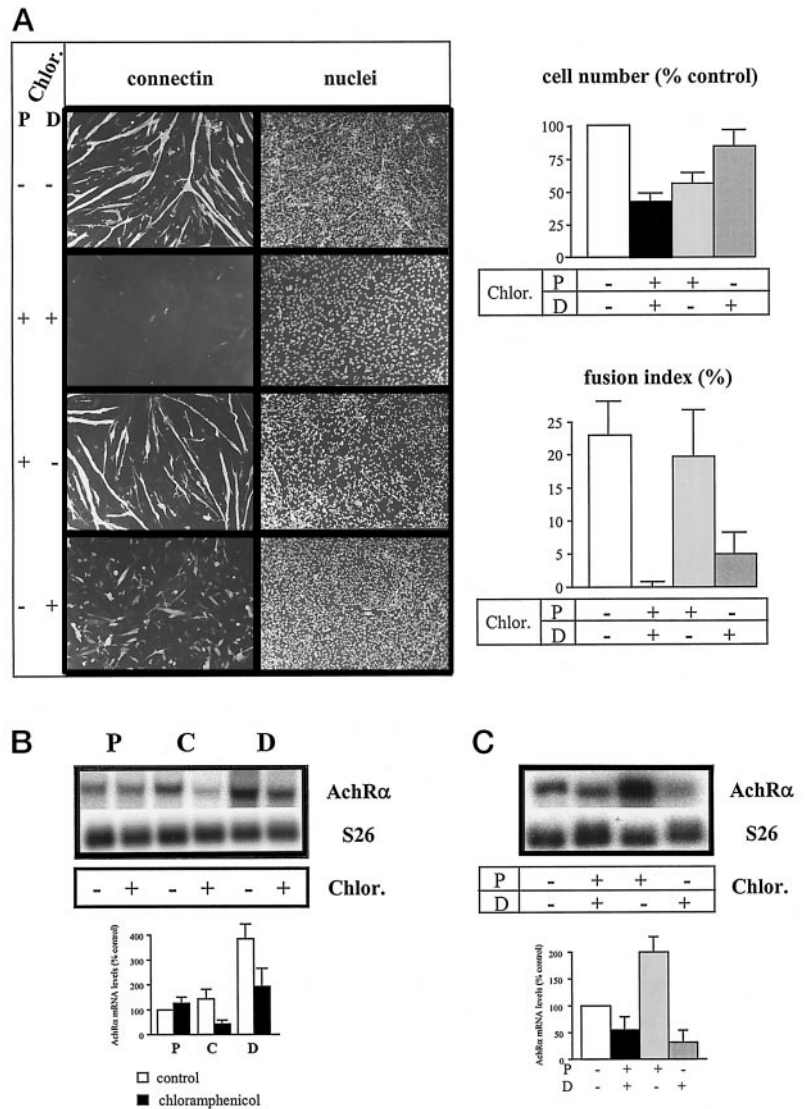 A
Chlor.
P D
connectin nuclei
- -
+ +
+ -
- +
cell number (% control)
100
75
50
25
0
Chlor. P - + + -
D - + - +
fusion index (%)
25
20
15
10
5
0
Chlor. P - + + -
D - + - +
B
P C D
AchRα
S26
- + - + - + Chlor.
AchRα mRNA levels (% control)
400
300
200
100
P C D
control
chloramphenicol
C
AchRα
S26
P - + + - Chlor.
D - + - +
AchRα mRNA levels (% control)
200
150
100
50
0
P - + + -
D - + - +